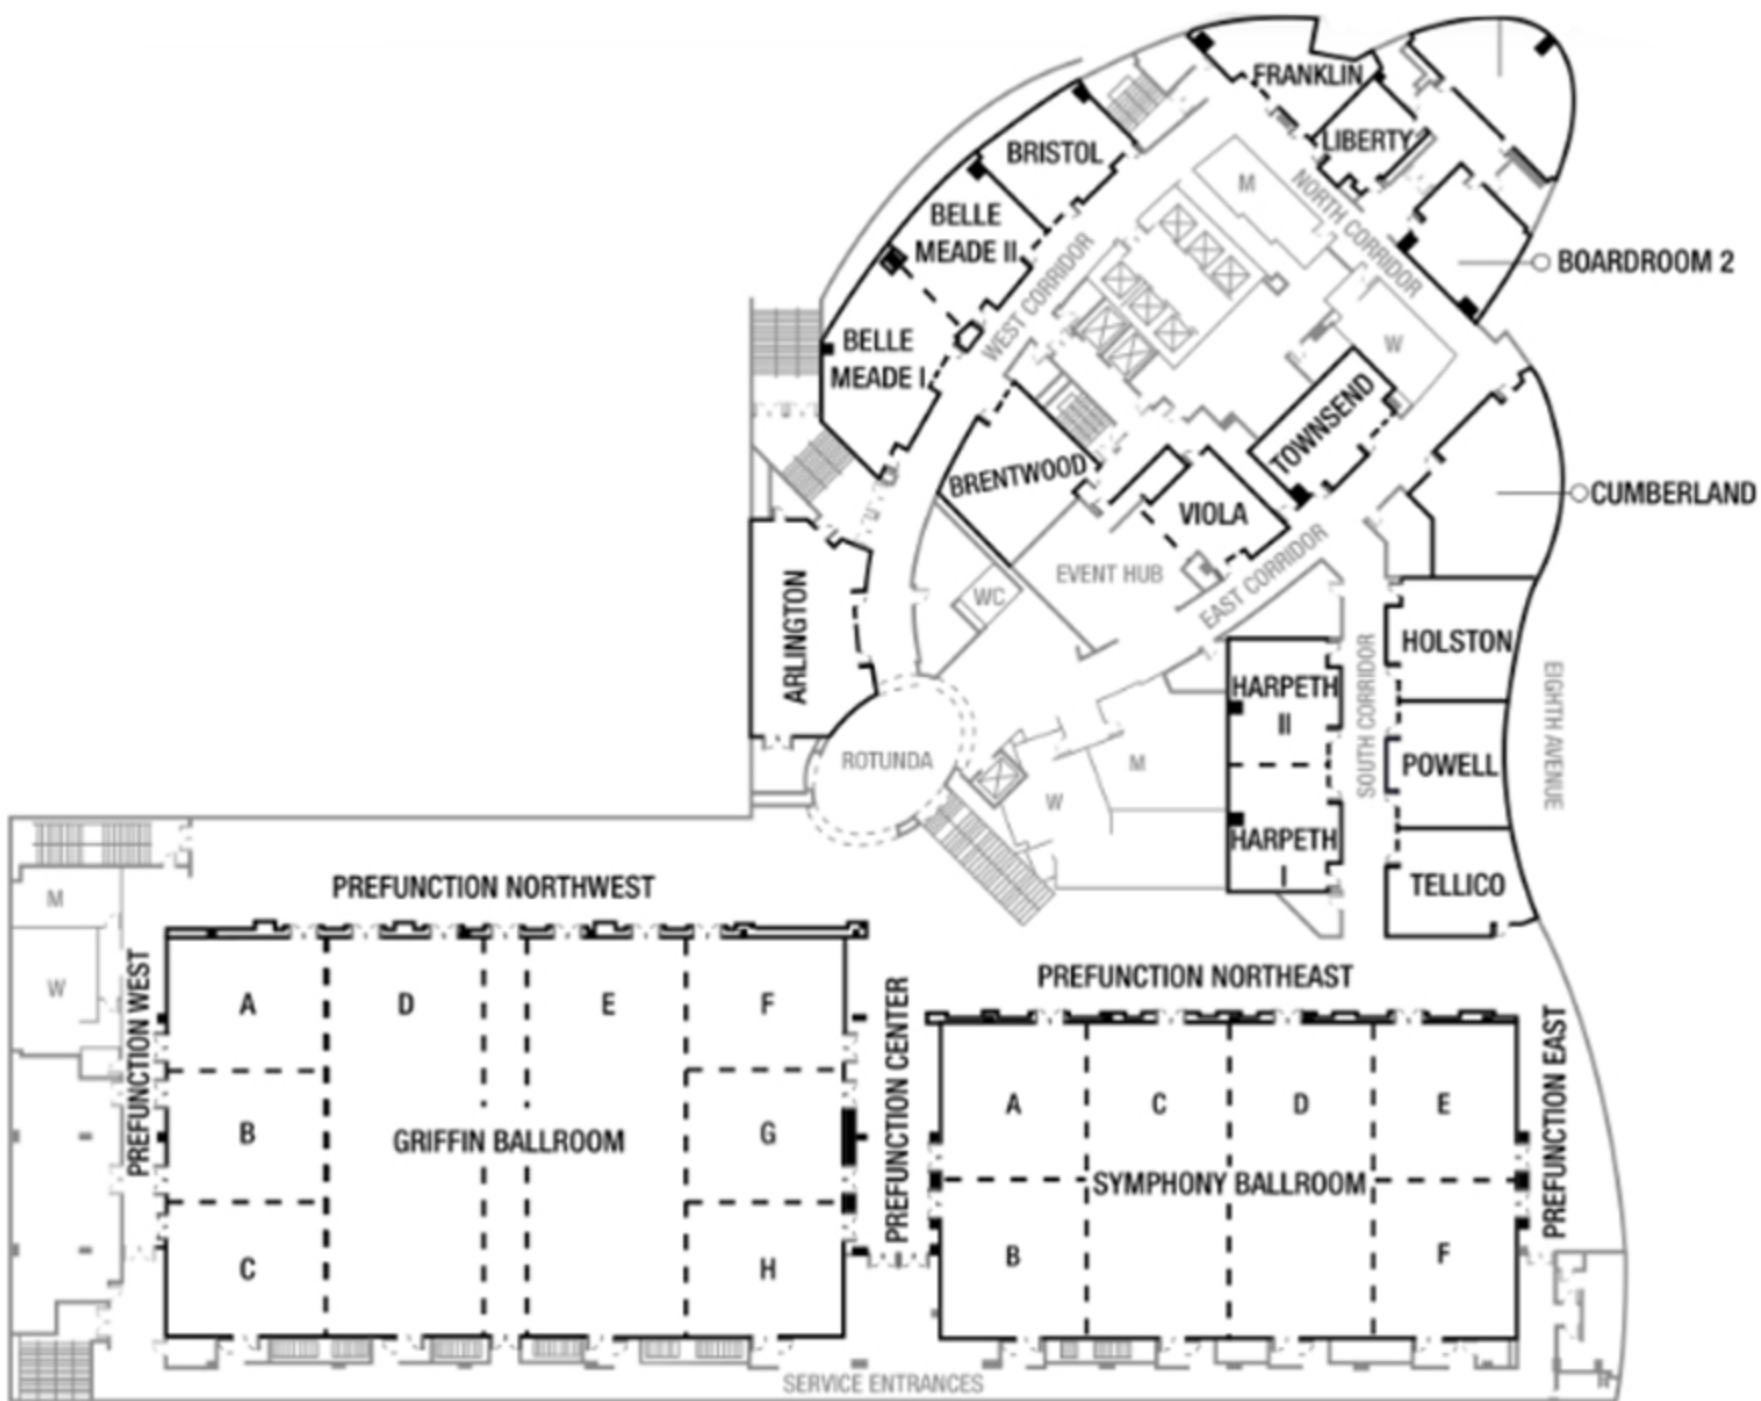 FRANKLIN
LIBERTY
BRISTOL
M
NORTH CORRIDOR
BELLE
MEADE II
WEST CORRIDOR
BOARDROOM 2
BELLE
MEADE I
W
TOWNSEND
BRENTWOOD
VIOLA
CUMBERLAND
EVENT HUB
EAST CORRIDOR
WC
ARLINGTON
HOLSTON
HARPETH
II
SOUTH CORRIDOR
EIGHTH AVENUE
ROTUNDA
M
POWELL
W
HARPETH
I
TELLICO
PREFUNCTION NORTHWEST
M
W
PREFUNCTION WEST
A
D
E
F
PREFUNCTION NORTHEAST
PREFUNCTION CENTER
PREFUNCTION EAST
B
GRIFFIN BALLROOM
G
A
C
D
E
SYMPHONY BALLROOM
C
H
B
F
SERVICE ENTRANCES